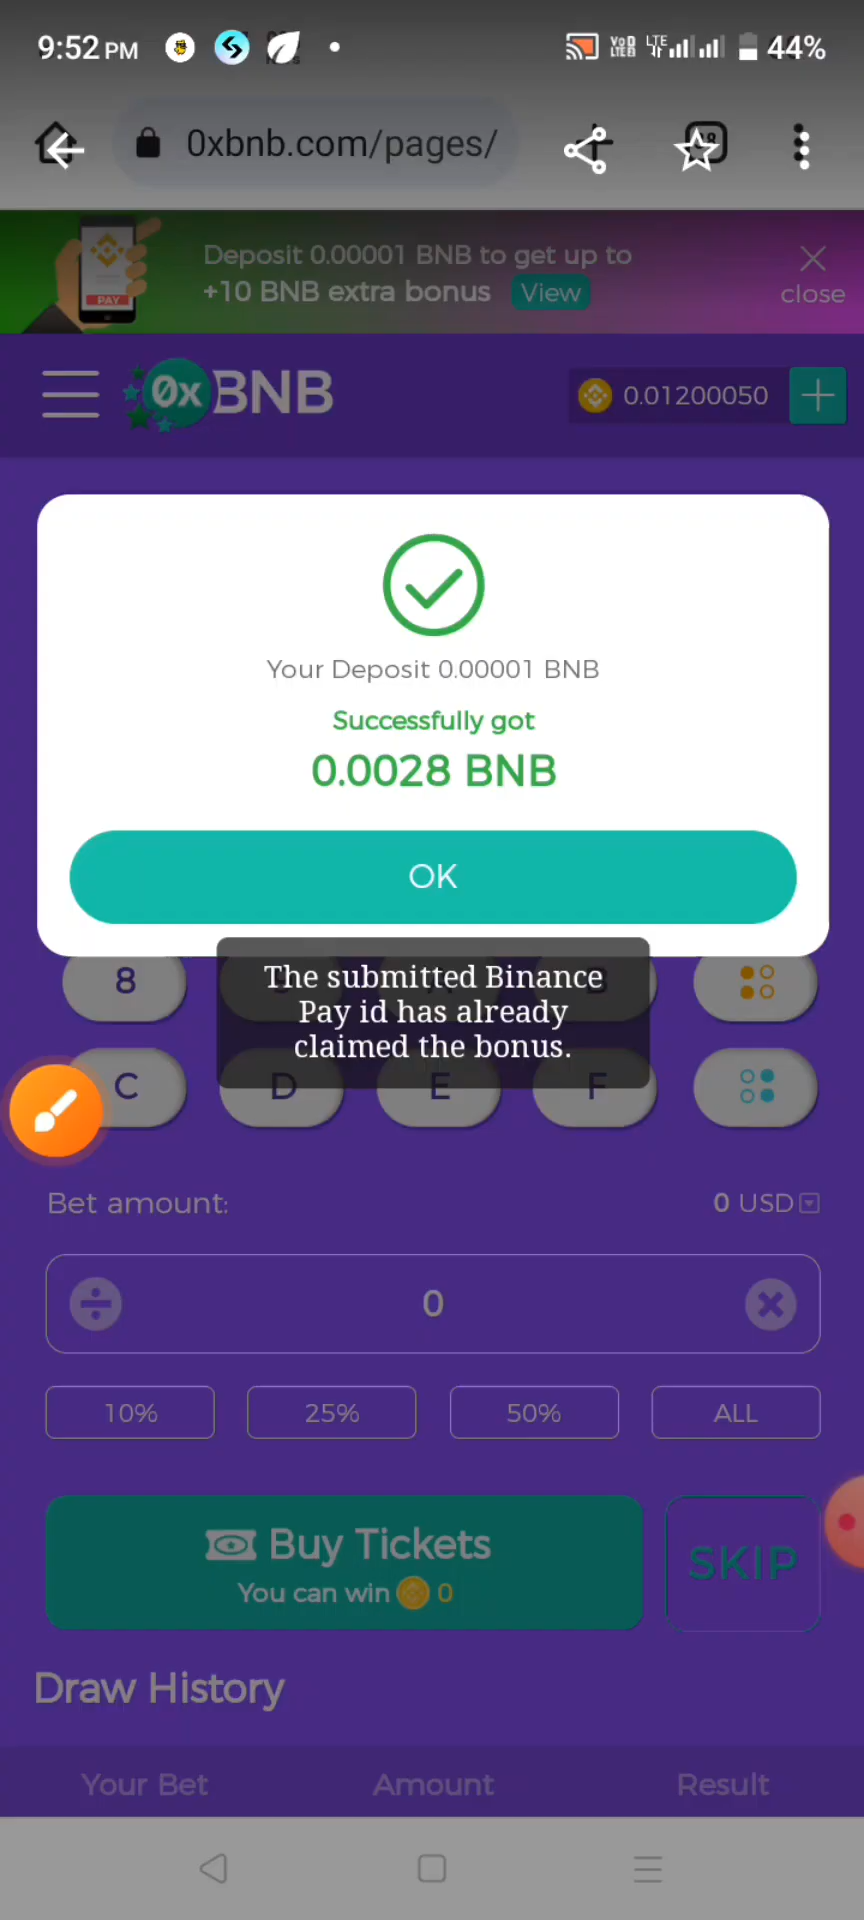 9:52 PM
VoD LTE LTE 44%
0xbnb.com/pages/
Deposit 0.00001 BNB to get up to
+10 BNB extra bonus View
close
PAY
0x BNB
0.01200050
Your Deposit 0.00001 BNB
Successfully got
0.0028 BNB
OK
8
The submitted Binance
Pay id has already
claimed the bonus.
C D E F
Bet amount: 0 USD
0
10% 25% 50% ALL
Buy Tickets
You can win 0
SKIP
Draw History
Your Bet Amount Result